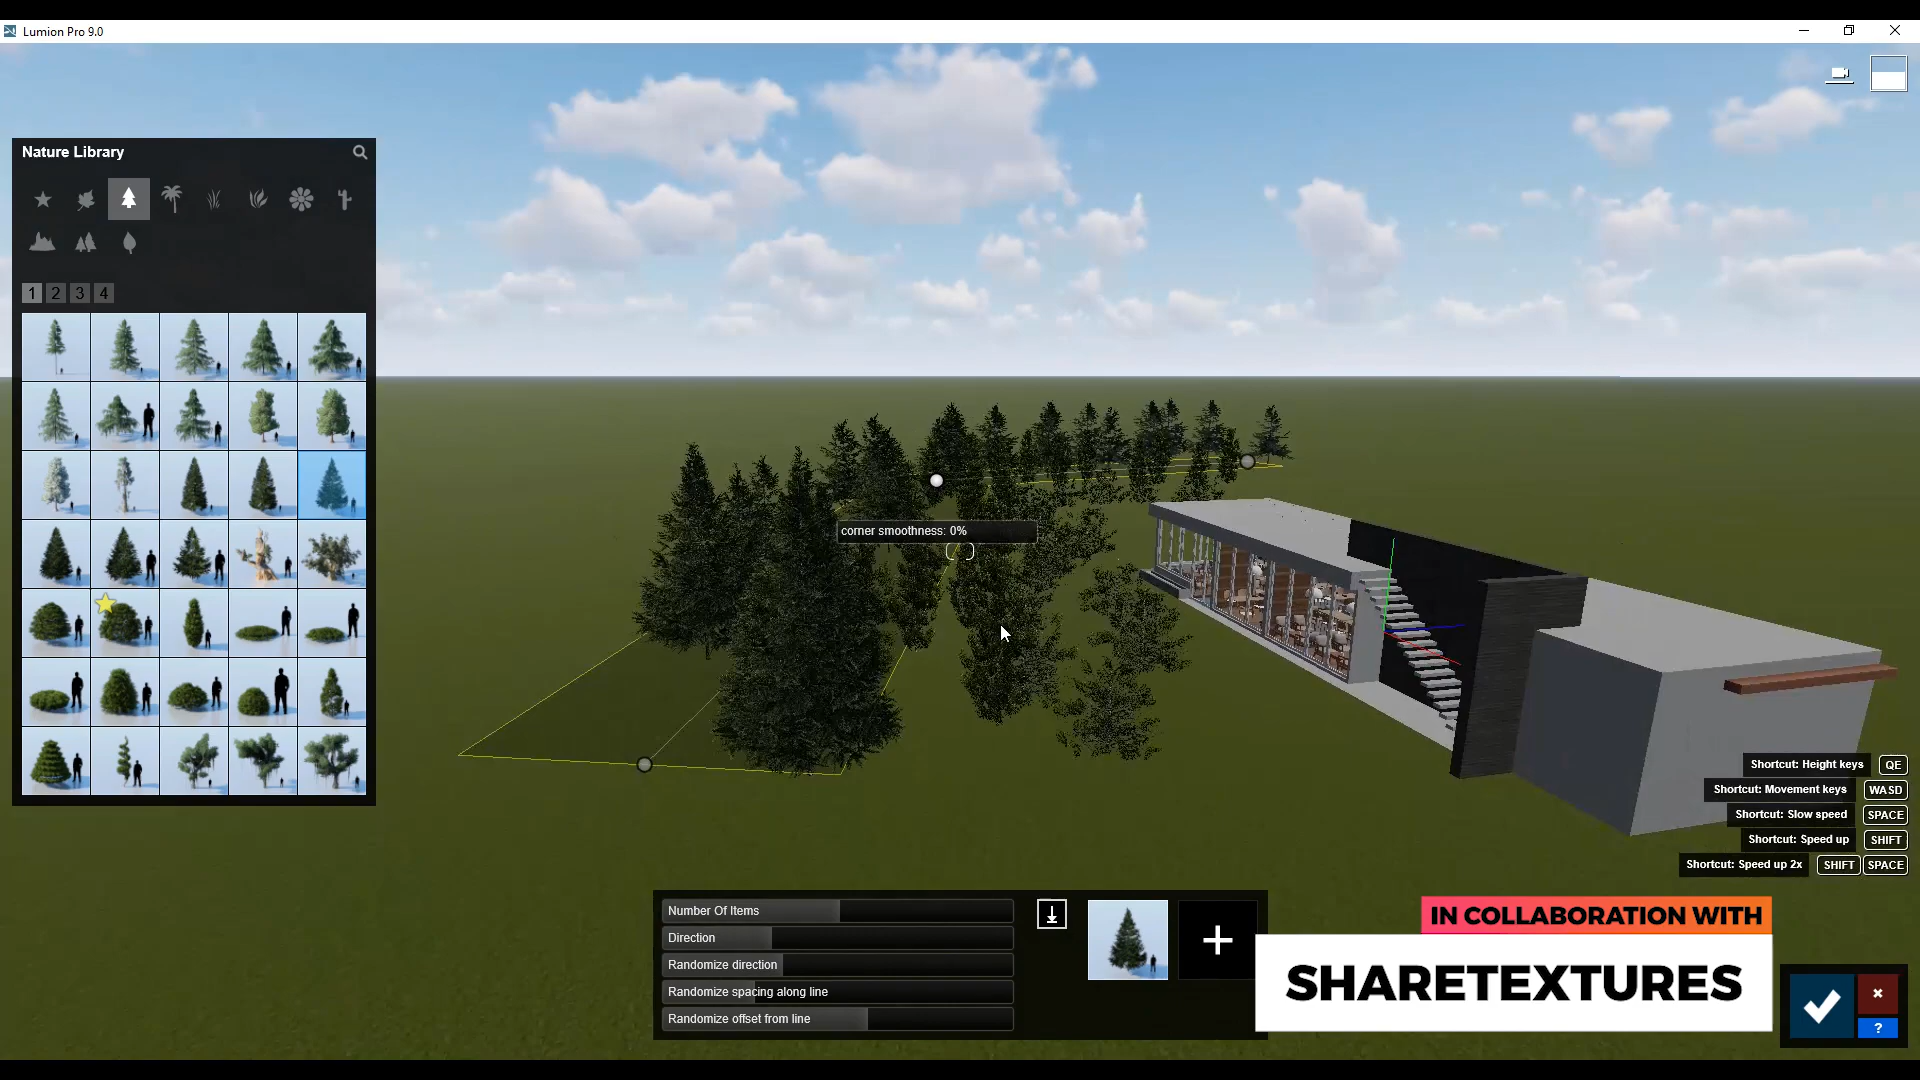 Lumion Pro 9.0
Nature Library
1 2 3 4
corner smoothness: 0%
Shortcut: Height keys QE
Shortcut: Movement keys WASD
Shortcut: Slow speed SPACE
Shortcut: Speed up SHIFT
Shortcut: Speed up 2x SHIFT SPACE
Number Of Items
Direction
Randomize direction
Randomize spacing along line
Randomize offset from line
IN COLLABORATION WITH
SHARETEXTURES
?